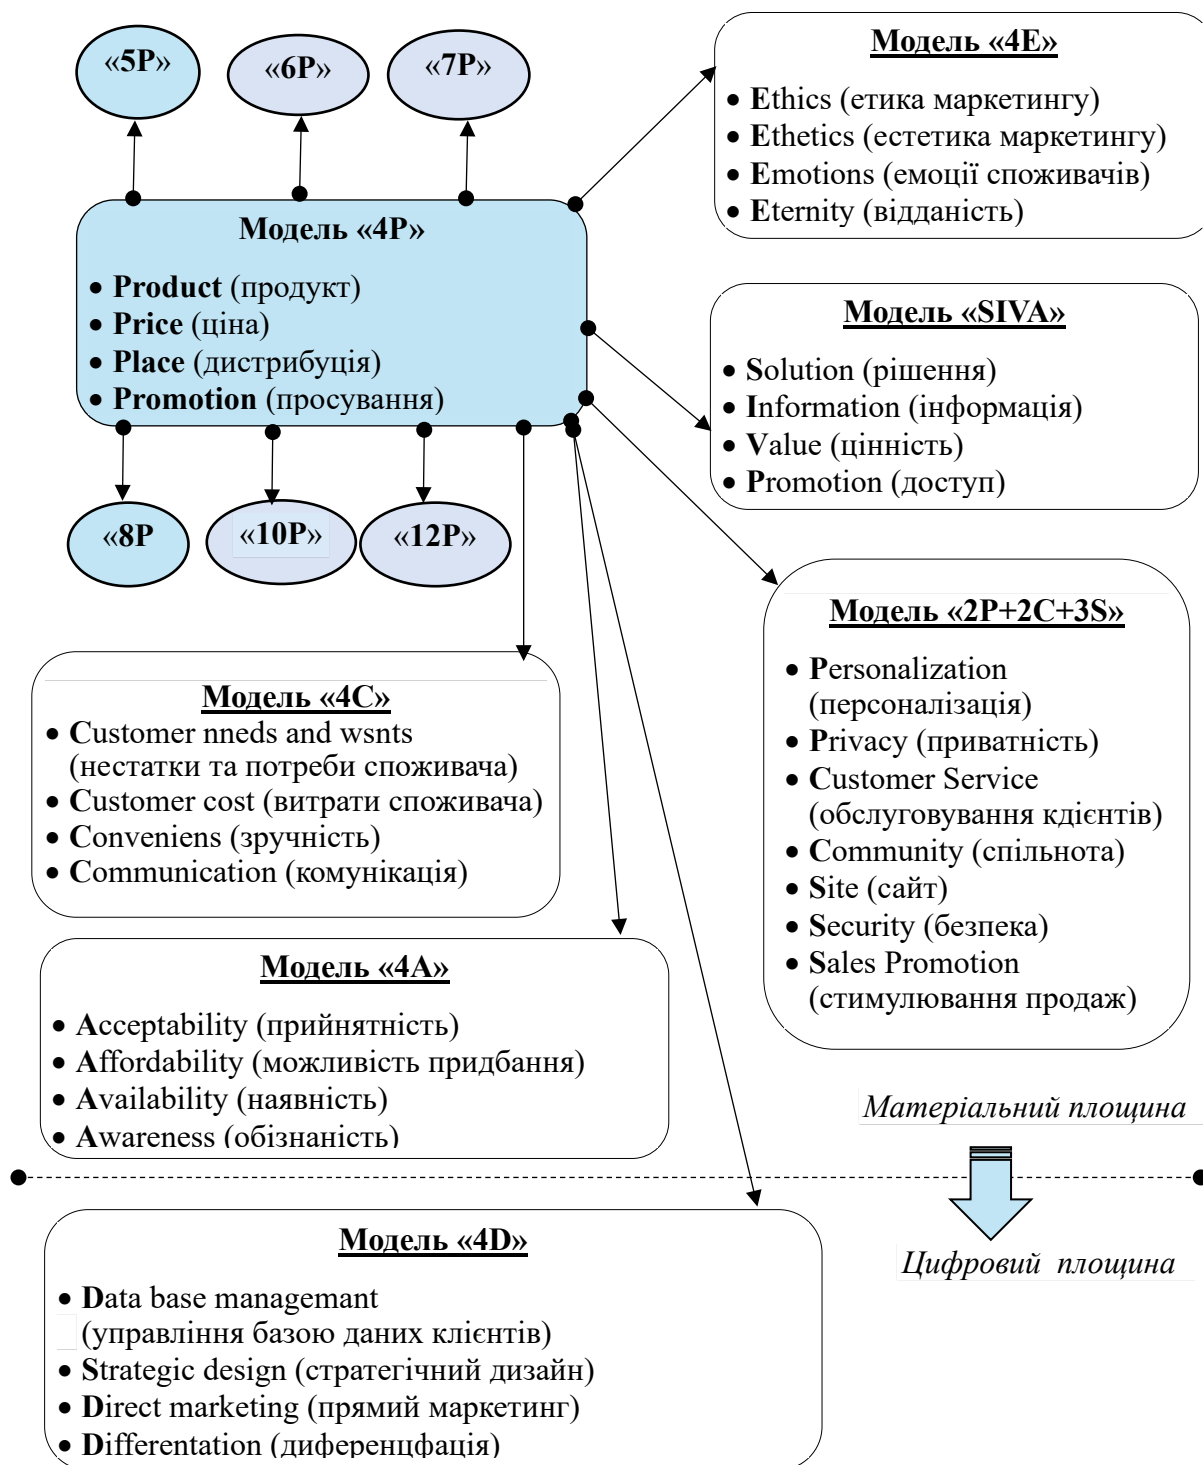 «5P»
«6P»
«7P»
Модель «4P»
• Product (продукт)
• Price (ціна)
• Place (дистрибуція)
• Promotion (просування)
«8P
«10P»
«12P»
Модель «4E»
• Ethics (етика маркетингу)
• Ethetics (естетика маркетингу)
• Emotions (емоції споживачів)
• Eternity (відданість)
Модель «SIVA»
• Solution (рішення)
• Information (інформація)
• Value (цінність)
• Promotion (доступ)
Модель «2P+2C+3S»
• Personalization
(персоналізація)
• Privacy (приватність)
• Customer Service
(обслуговування кдієнтів)
• Community (спільнота)
• Site (сайт)
• Security (безпека)
• Sales Promotion
(стимулювання продаж)
Модель «4C»
• Customer nneds and wsnts
(нестатки та потреби споживача)
• Customer cost (витрати споживача)
• Conveniens (зручність)
• Communication (комунікація)
Модель «4A»
• Acceptability (прийнятність)
• Affordability (можливість придбання)
• Availability (наявність)
• Awareness (обізнаність)
Матеріальний площина
Цифровий площина
Модель «4D»
• Data base managemant
(управління базою даних клієнтів)
• Strategic design (стратегічний дизайн)
• Direct marketing (прямий маркетинг)
• Differentation (диференцфація)